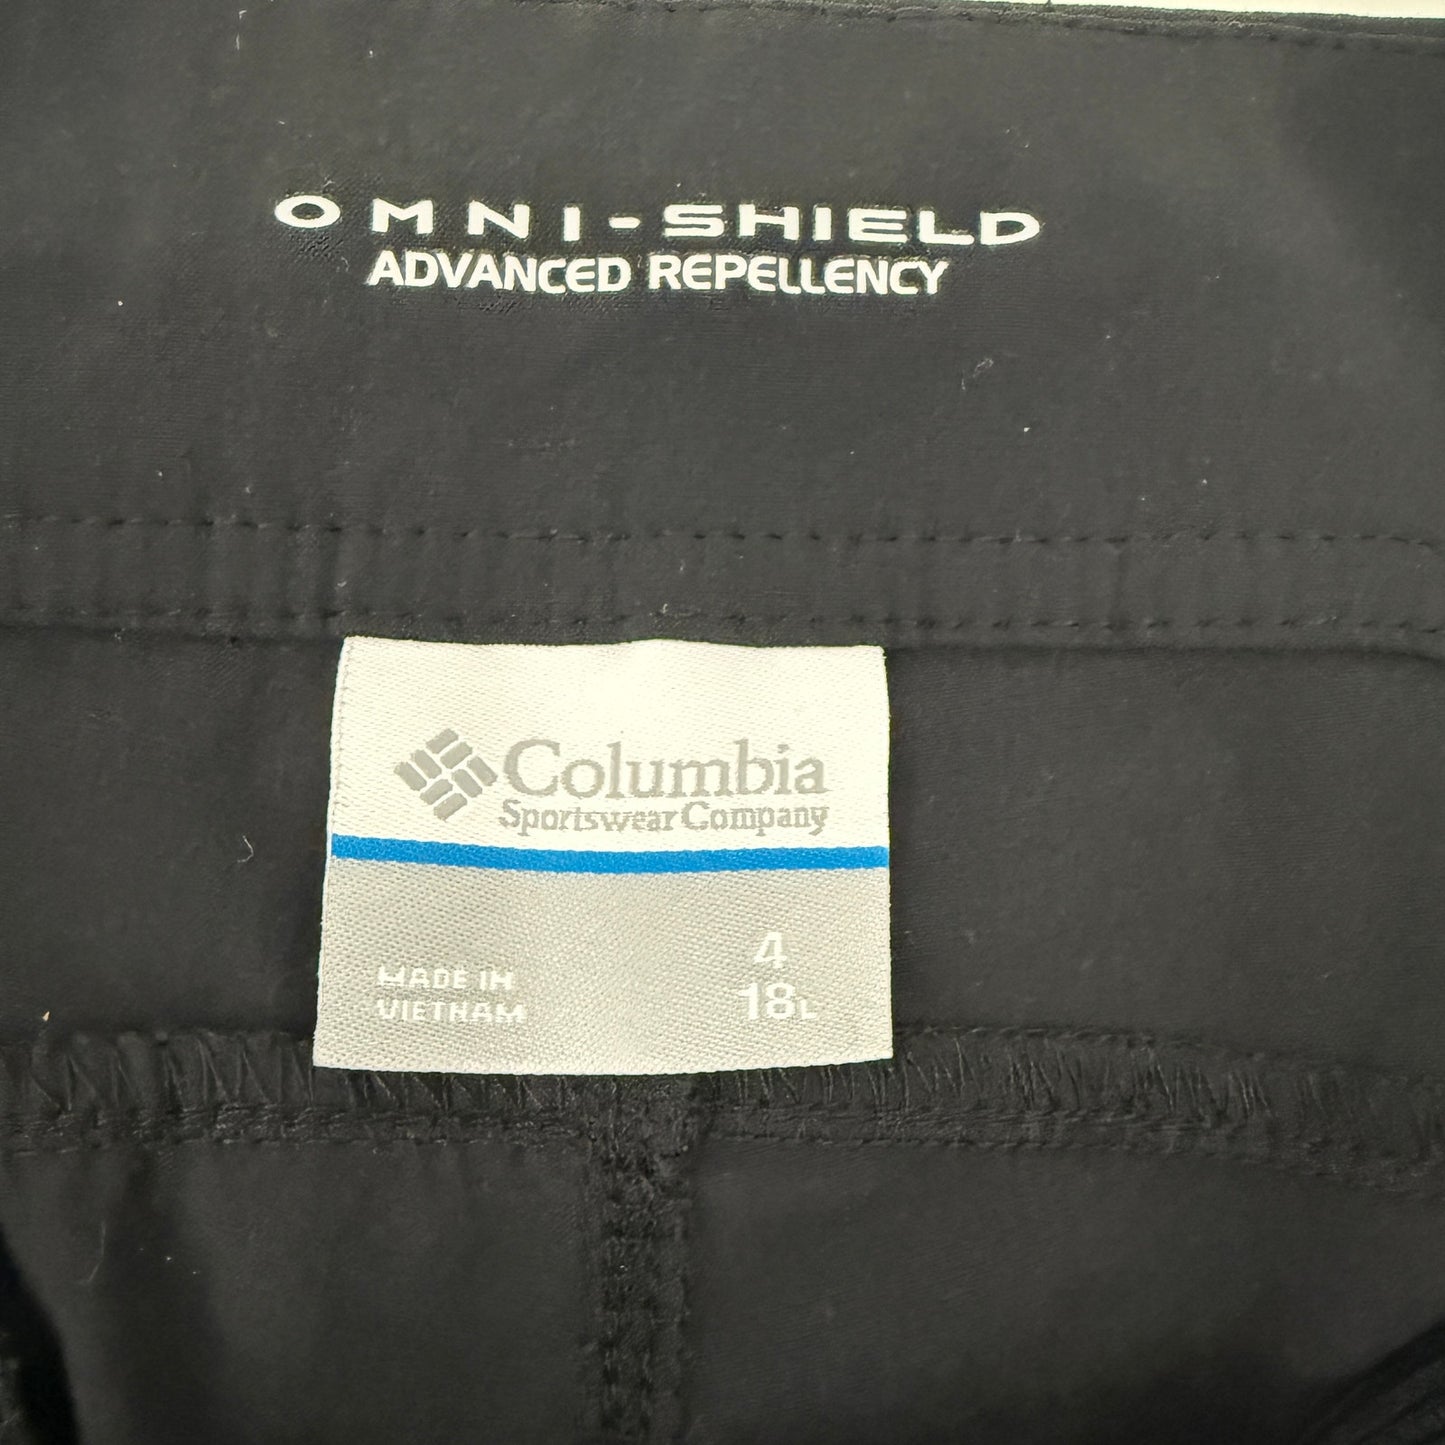 OMNI-SHIELD
ADVANCED REPELLENCY
Columbia
Sportswear Company
MADE IN
VIETNAM
4
18L